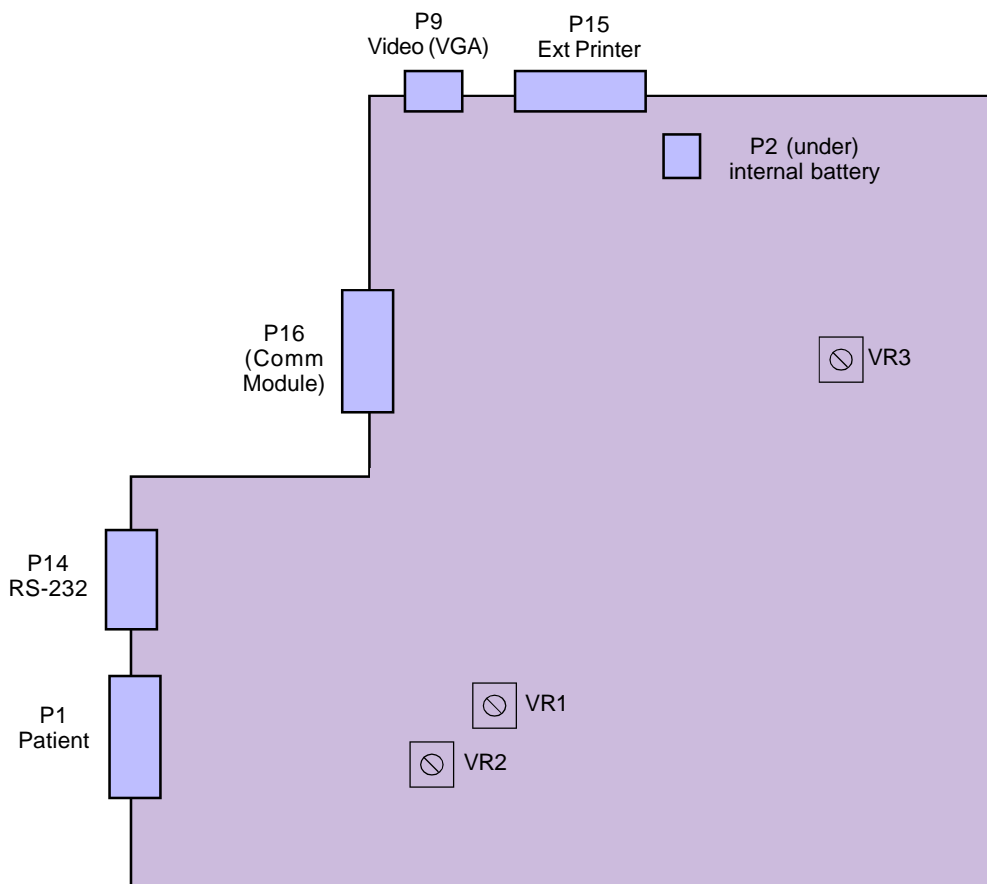 P9
Video (VGA)
P15
Ext Printer
P2 (under)
internal battery
P16
(Comm
Module)
VR3
P14
RS-232
P1
Patient
VR1
VR2